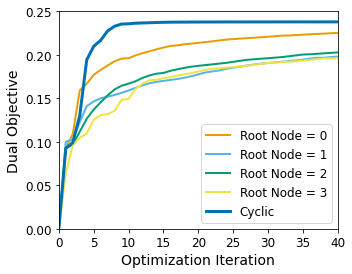 0.25
0.20
0.15
0.10
0.05
0.00
Dual Objective
0 5 10 15 20 25 30 35 40
Optimization Iteration
Root Node = 0
Root Node = 1
Root Node = 2
Root Node = 3
Cyclic